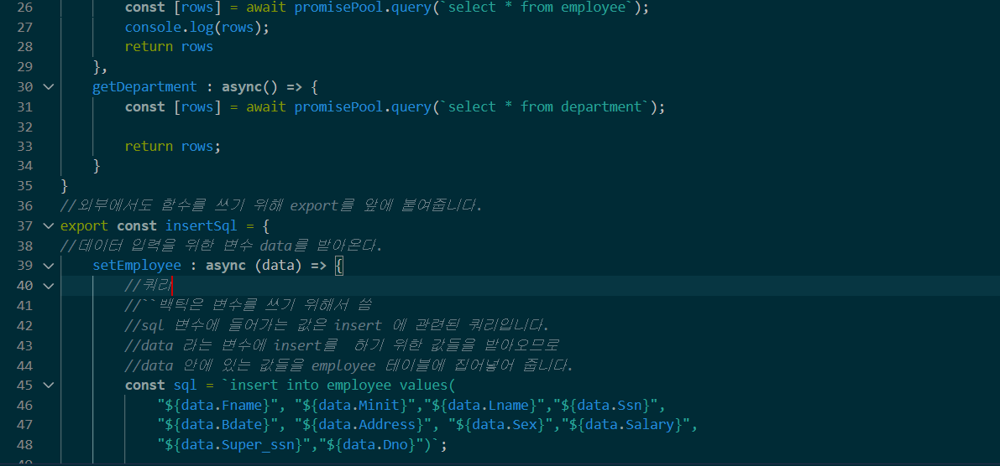 26 const [rows] = await promisePool.query(`select * from employee`);
27 console.log(rows);
28 return rows
29 },
30 getDepartment : async() => {
31 const [rows] = await promisePool.query(`select * from department`);
32
33 return rows;
34 }
35 }
36 //외부에서도 함수를 쓰기 위해 export를 앞에 붙여줍니다.
37 export const insertSql = {
38 //데이터 입력을 위한 변수 data를 받아온다.
39 setEmployee : async (data) => {
40 //쿼리
41 //``백틱은 변수를 쓰기 위해서 씀
42 //sql 변수에 들어가는 값은 insert 에 관련된 쿼리입니다.
43 //data 라는 변수에 insert를  하기 위한 값들을 받아오므로
44 //data 안에 있는 값들을 employee 테이블에 집어넣어 줍니다.
45 const sql = `insert into employee values(
46 "${data.Fname}", "${data.Minit}","${data.Lname}","${data.Ssn}",
47 "${data.Bdate}", "${data.Address}", "${data.Sex}","${data.Salary}",
48 "${data.Super_ssn}","${data.Dno}")`;